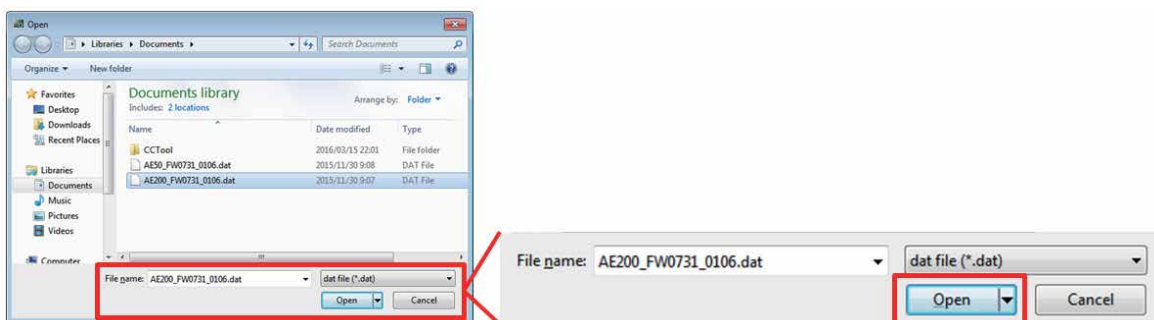 Open
Libraries
Documents
Search Documents
Organize
New folder
Favorites
Desktop
Downloads
Recent Places
Libraries
Documents
Music
Pictures
Videos
Computer
Documents library
Includes: 2 locations
Arrange by: Folder
Name Date modified Type
CCTool 2016/03/15 22:01 File folder
AE50_FW0731_0106.dat 2015/11/30 9:08 DAT File
AE200_FW0731_0106.dat 2015/11/30 9:07 DAT File
File name: AE200_FW0731_0106.dat dat file (*.dat)
Open Cancel
File name: AE200_FW0731_0106.dat dat file (*.dat)
Open Cancel